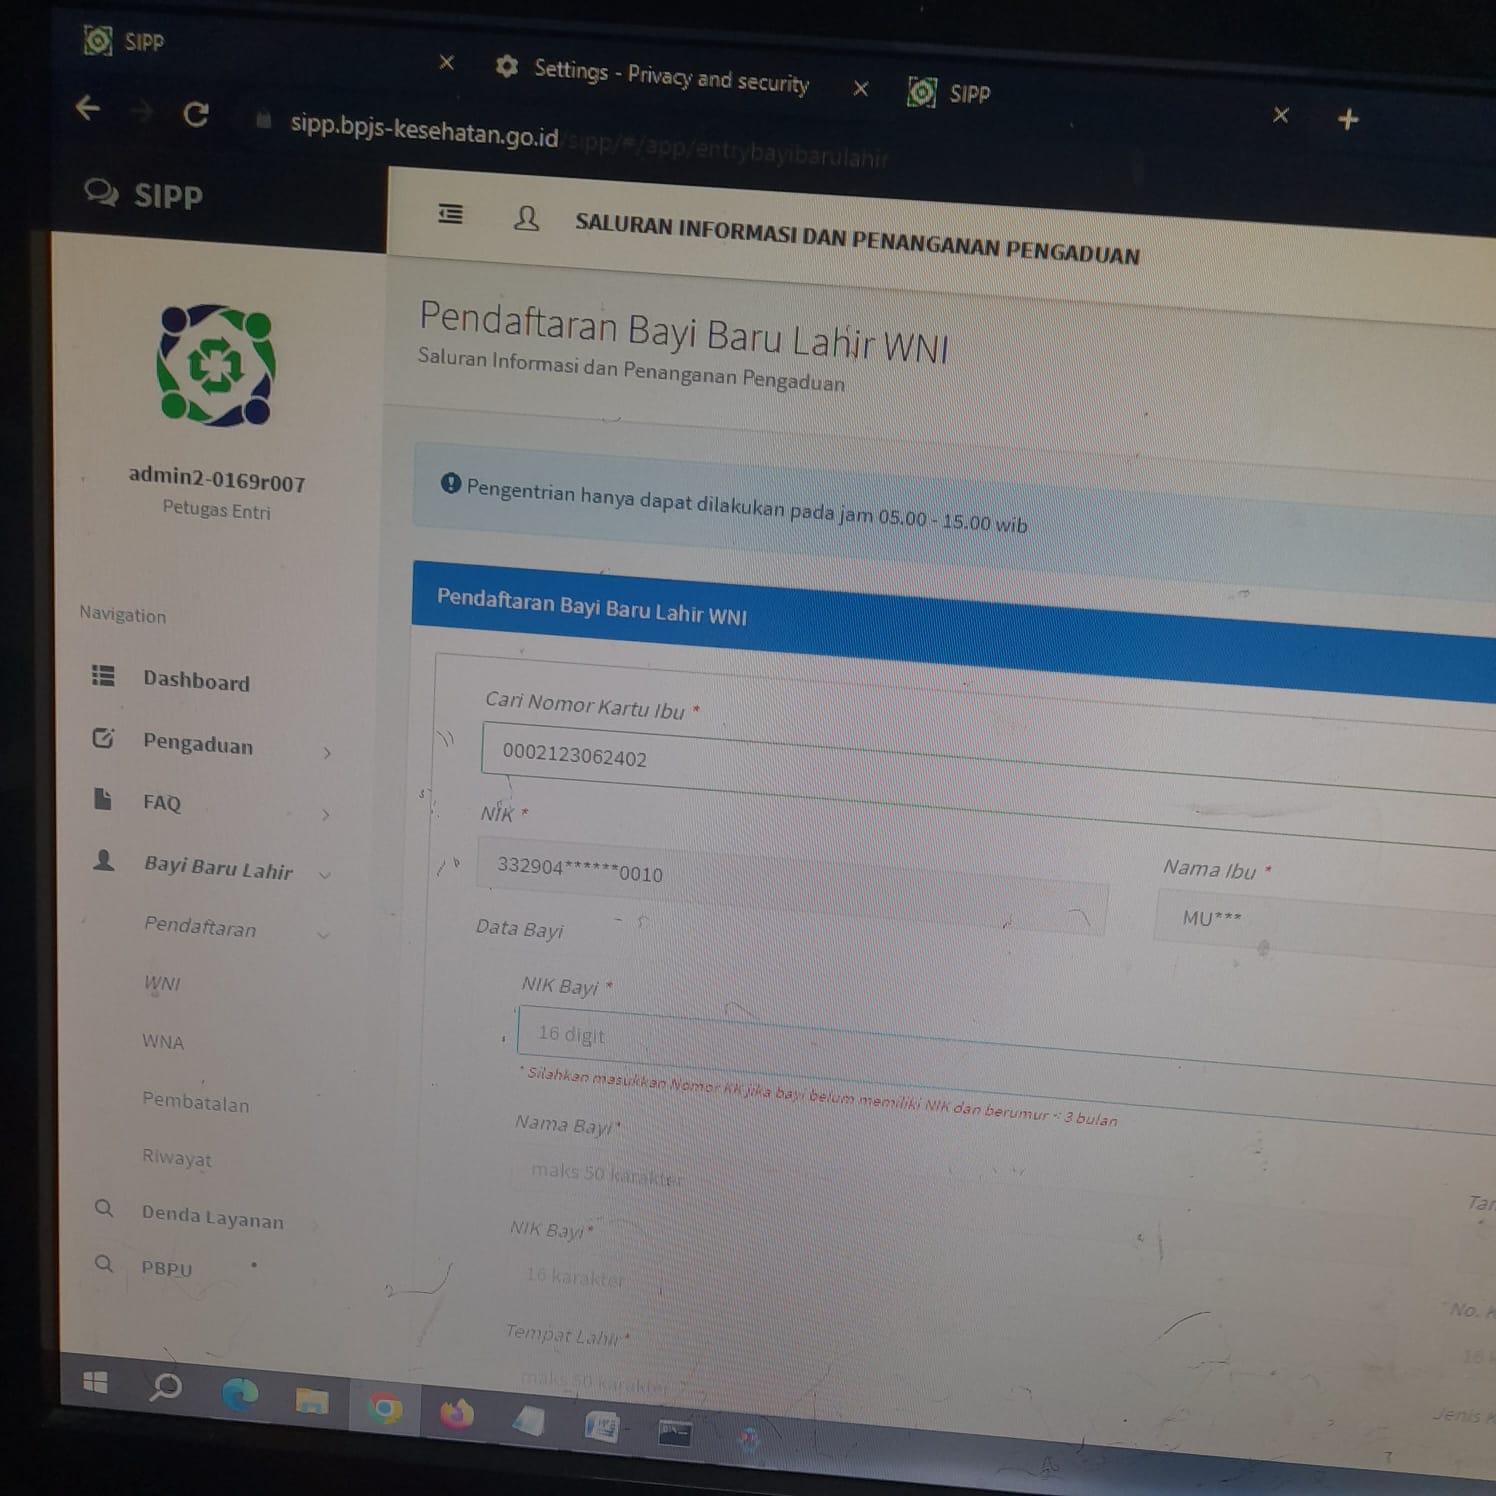 SIPP
Settings - Privacy and security
SIPP
sipp.bpjs-kesehatan.go.id/sipp/#/app/entrybayibarulahir
SIPP
SALURAN INFORMASI DAN PENANGANAN PENGADUAN
Pendaftaran Bayi Baru Lahir WNI
Saluran Informasi dan Penanganan Pengaduan
admin2-0169r007
Petugas Entri
Pengentrian hanya dapat dilakukan pada jam 05.00 - 15.00 wib
Navigation
Dashboard
Pengaduan
FAQ
Bayi Baru Lahir
Pendaftaran
WNI
WNA
Pembatalan
Riwayat
Denda Layanan
PBPU
Pendaftaran Bayi Baru Lahir WNI
Cari Nomor Kartu Ibu *
0002123062402
NIK *
332904******0010
Nama Ibu *
MU***
Data Bayi
NIK Bayi *
16 digit
* Silahkan masukkan Nomor KK jika bayi belum memiliki NIK dan berumur < 3 bulan
Nama Bayi *
maks 50 karakter
NIK Bayi *
16 karakter
No.
Tempat Lahir *
maks 50 karakter
Jenis